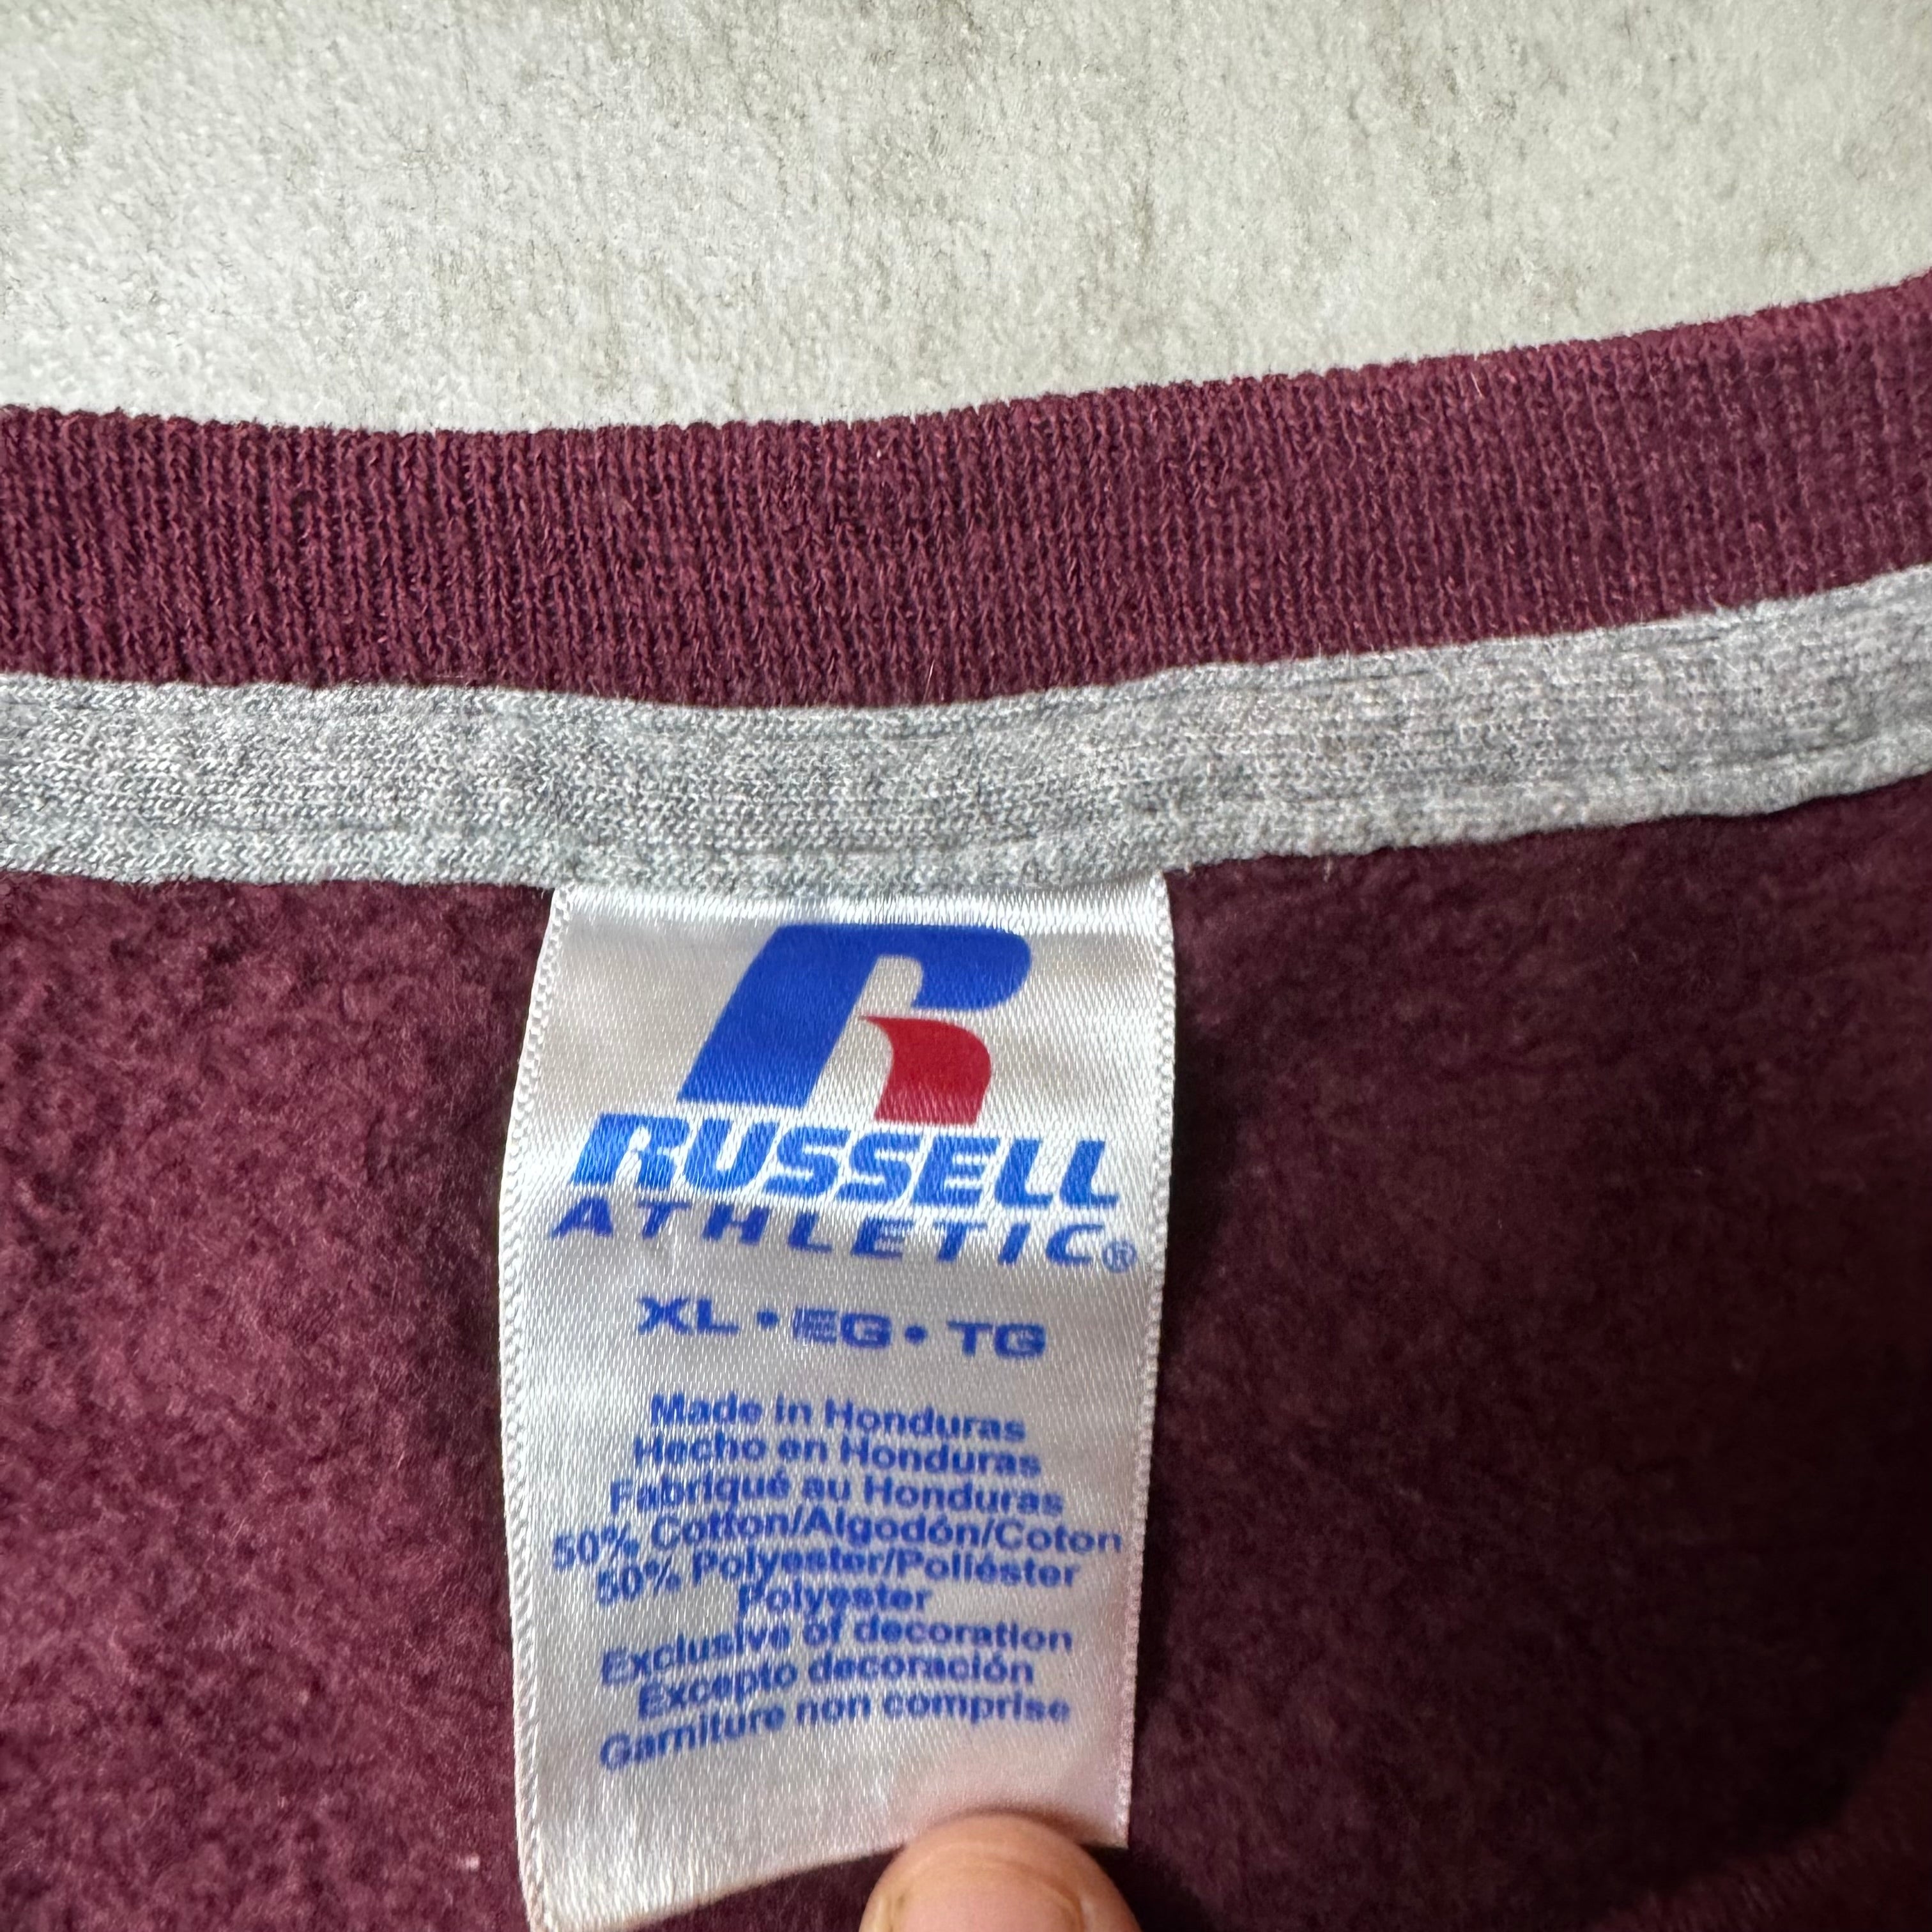 R
RUSSELL
ATHLETIC®
XL • EG • TG
Made in Honduras
Hecho en Honduras
Fabriqué au Honduras
50% Cotton/Algodón/Coton
50% Polyester/Poliéster
Polyester
Exclusive of decoration
Excepto decoración
Garniture non comprise